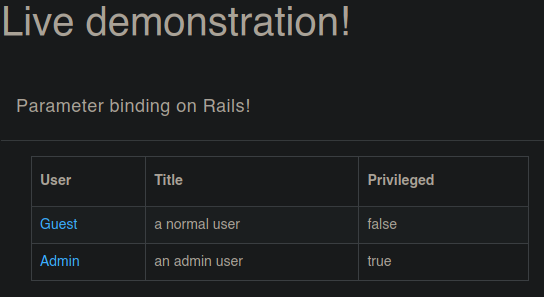 Live demonstration!
Parameter binding on Rails!
User Title Privileged
Guest a normal user false
Admin an admin user true